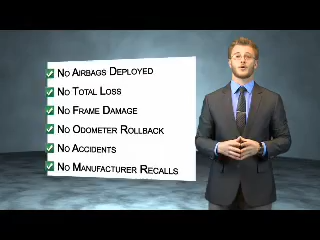 No Airbags Deployed
No Total Loss
No Frame Damage
No Odometer Rollback
No Accidents
No Manufacturer Recalls